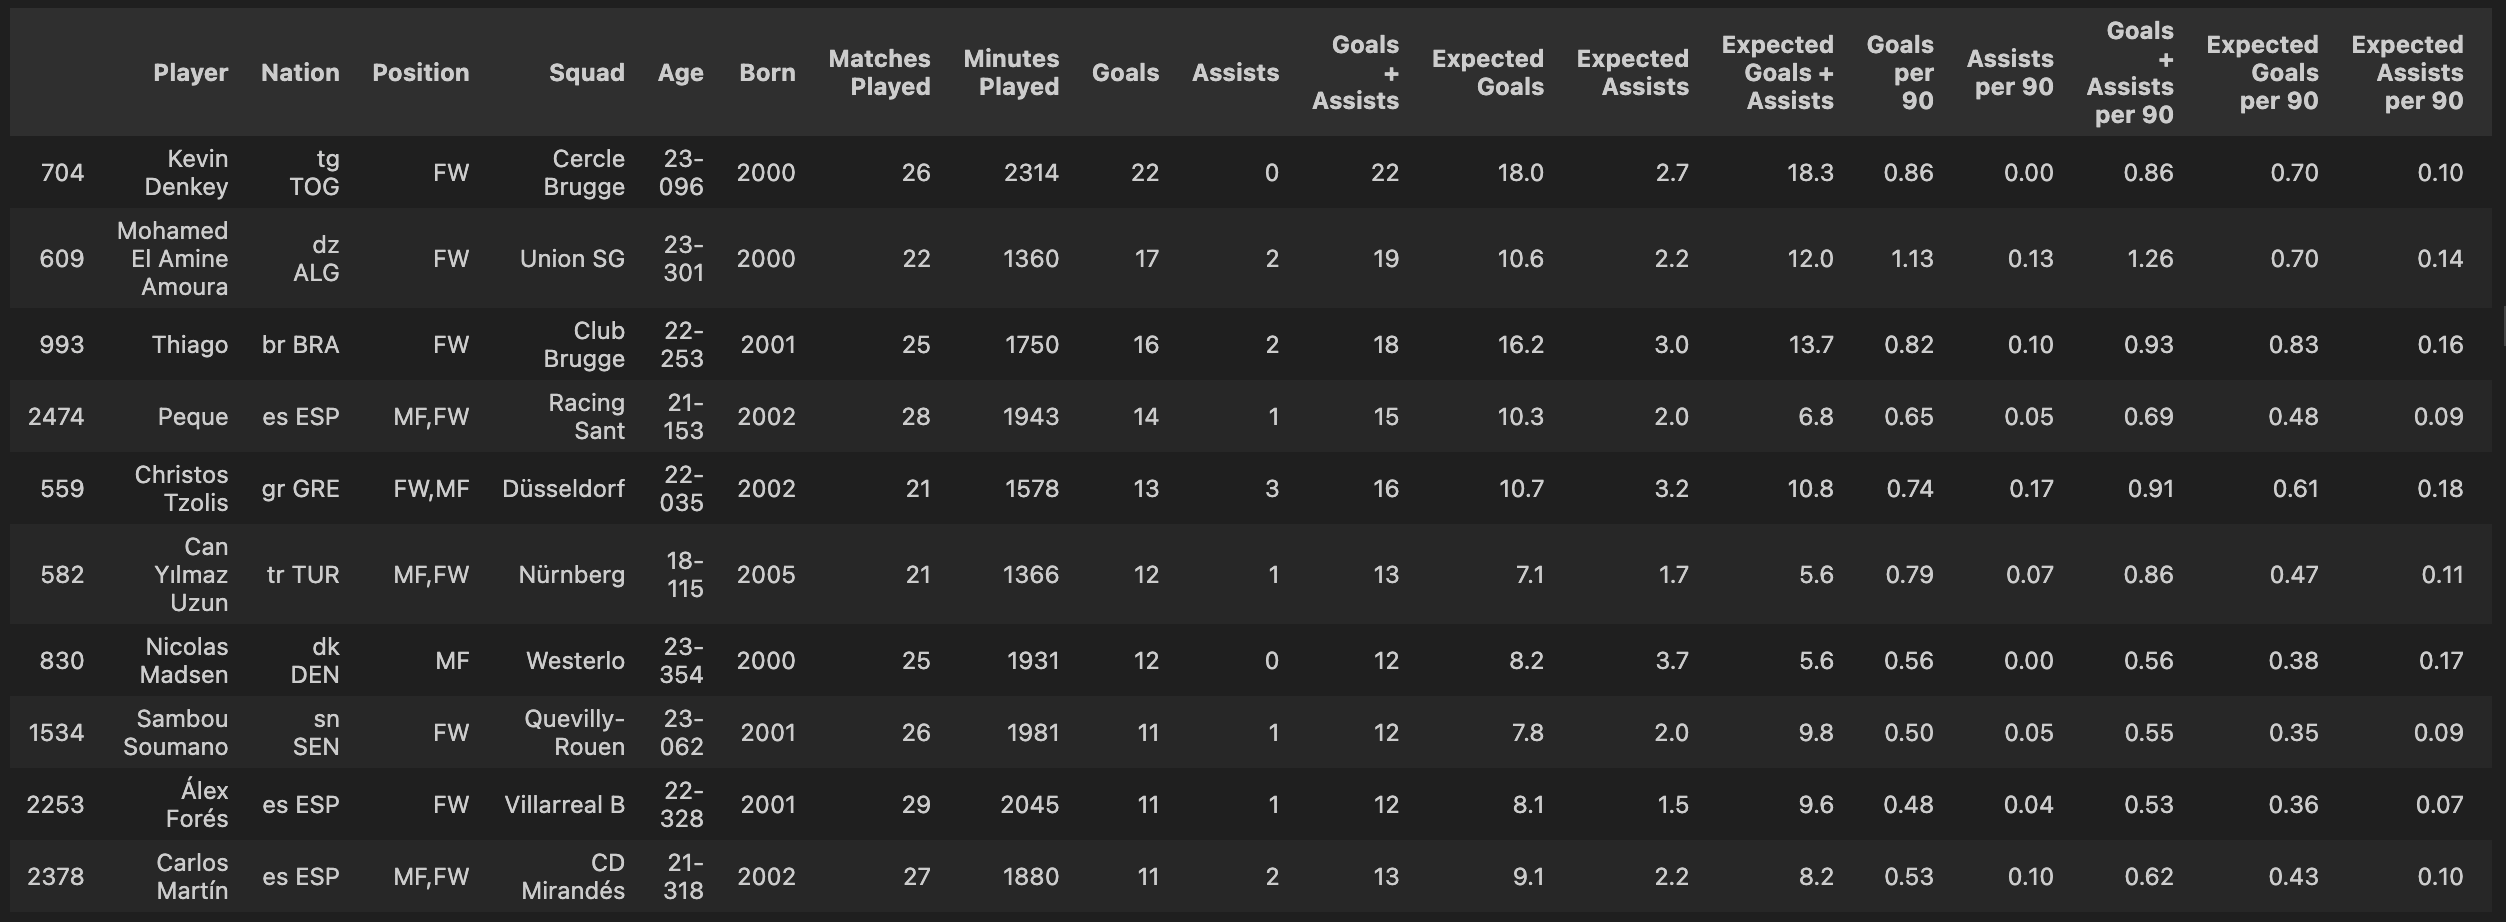 Player Nation Position Squad Age Born Matches Played Minutes Played Goals Assists Goals + Assists Expected Goals Expected Assists Expected Goals + Assists Goals per 90 Assists per 90 Goals + Assists per 90 Expected Goals per 90 Expected Assists per 90
704 Kevin Denkey tg TOG FW Cercle Brugge 23-096 2000 26 2314 22 0 22 18.0 2.7 18.3 0.86 0.00 0.86 0.70 0.10
609 Mohamed El Amine Amoura dz ALG FW Union SG 23-301 2000 22 1360 17 2 19 10.6 2.2 12.0 1.13 0.13 1.26 0.70 0.14
993 Thiago br BRA FW Club Brugge 22-253 2001 25 1750 16 2 18 16.2 3.0 13.7 0.82 0.10 0.93 0.83 0.16
2474 Peque es ESP MF,FW Racing Sant 21-153 2002 28 1943 14 1 15 10.3 2.0 6.8 0.65 0.05 0.69 0.48 0.09
559 Christos Tzolis gr GRE FW,MF Düsseldorf 22-035 2002 21 1578 13 3 16 10.7 3.2 10.8 0.74 0.17 0.91 0.61 0.18
582 Can Yılmaz Uzun tr TUR MF,FW Nürnberg 18-115 2005 21 1366 12 1 13 7.1 1.7 5.6 0.79 0.07 0.86 0.47 0.11
830 Nicolas Madsen dk DEN MF Westerlo 23-354 2000 25 1931 12 0 12 8.2 3.7 5.6 0.56 0.00 0.56 0.38 0.17
1534 Sambou Soumano sn SEN FW Quevilly-Rouen 23-062 2001 26 1981 11 1 12 7.8 2.0 9.8 0.50 0.05 0.55 0.35 0.09
2253 Álex Forés es ESP FW Villarreal B 22-328 2001 29 2045 11 1 12 8.1 1.5 9.6 0.48 0.04 0.53 0.36 0.07
2378 Carlos Martín es ESP MF,FW CD Mirandés 21-318 2002 27 1880 11 2 13 9.1 2.2 8.2 0.53 0.10 0.62 0.43 0.10